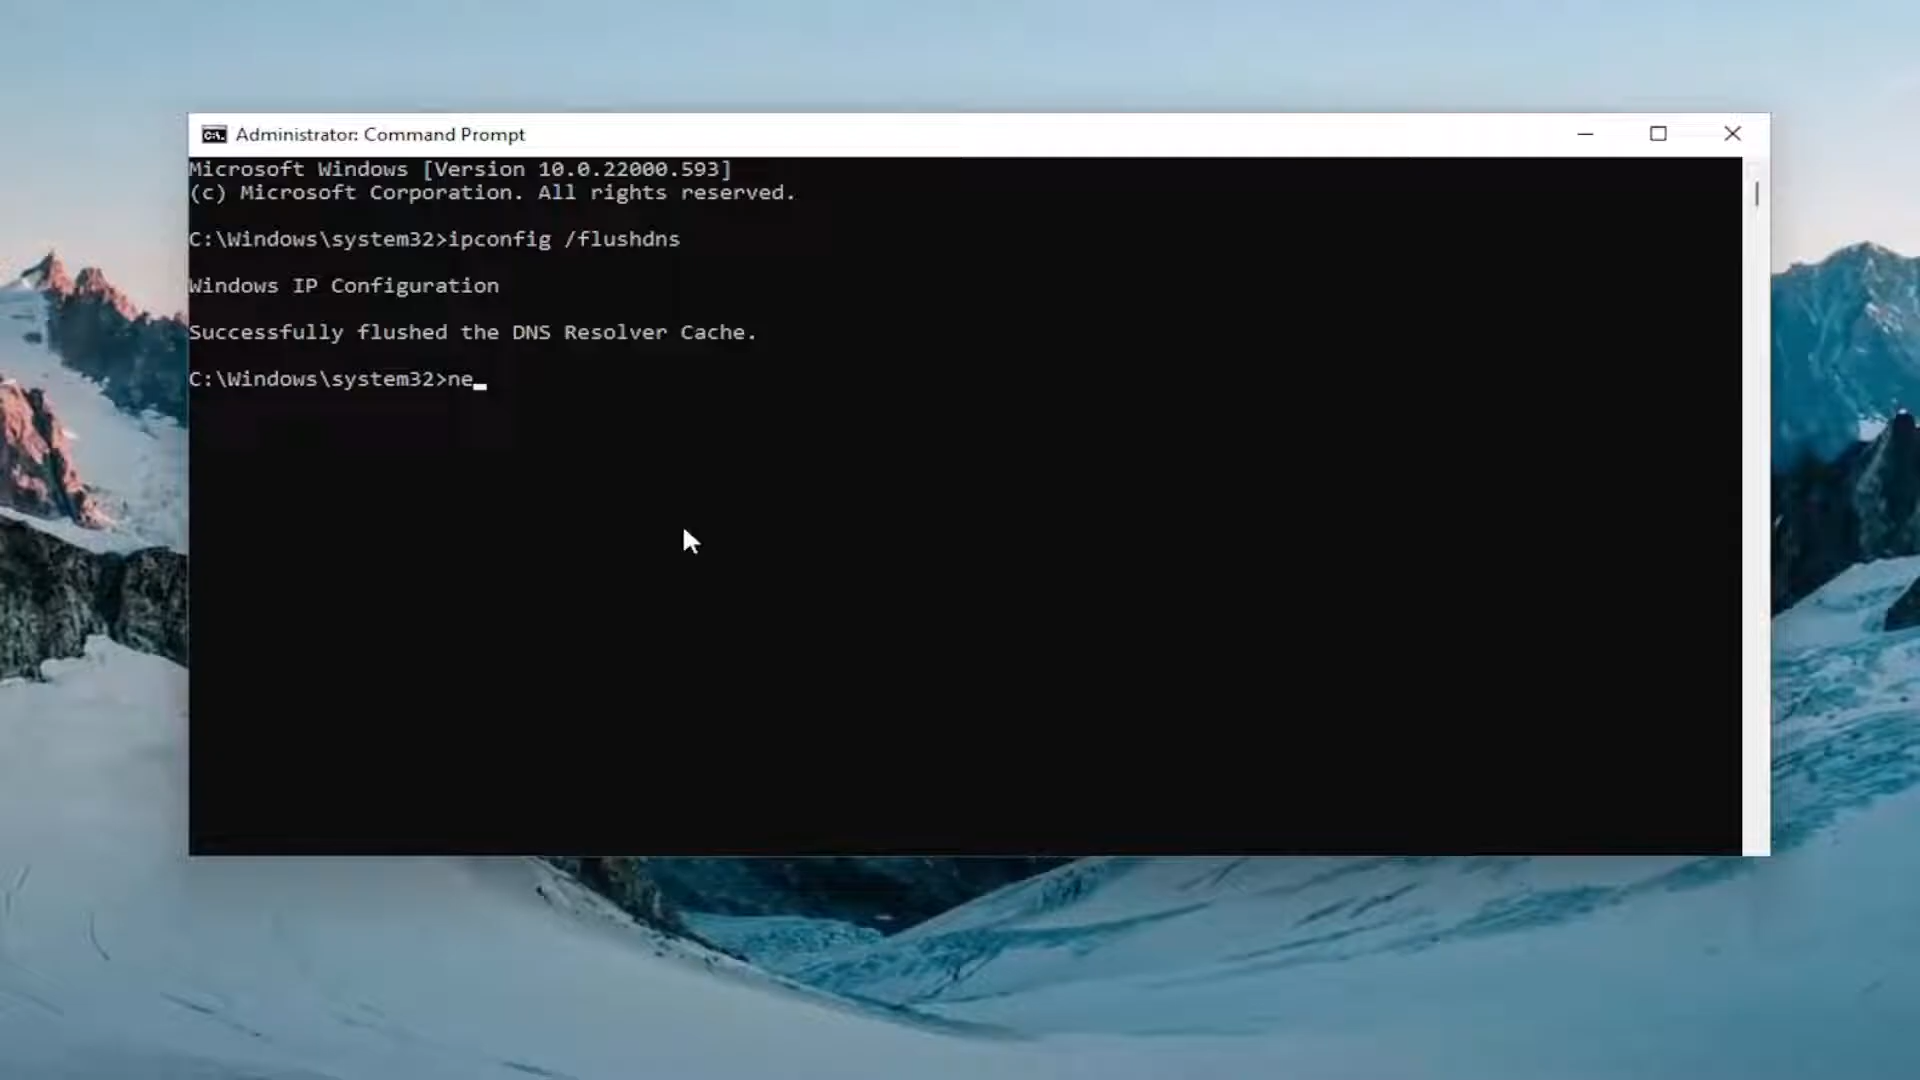 Administrator: Command Prompt
Microsoft Windows [Version 10.0.22000.593]
(c) Microsoft Corporation. All rights reserved.
C:\Windows\system32>ipconfig /flushdns
Windows IP Configuration
Successfully flushed the DNS Resolver Cache.
C:\Windows\system32>ne